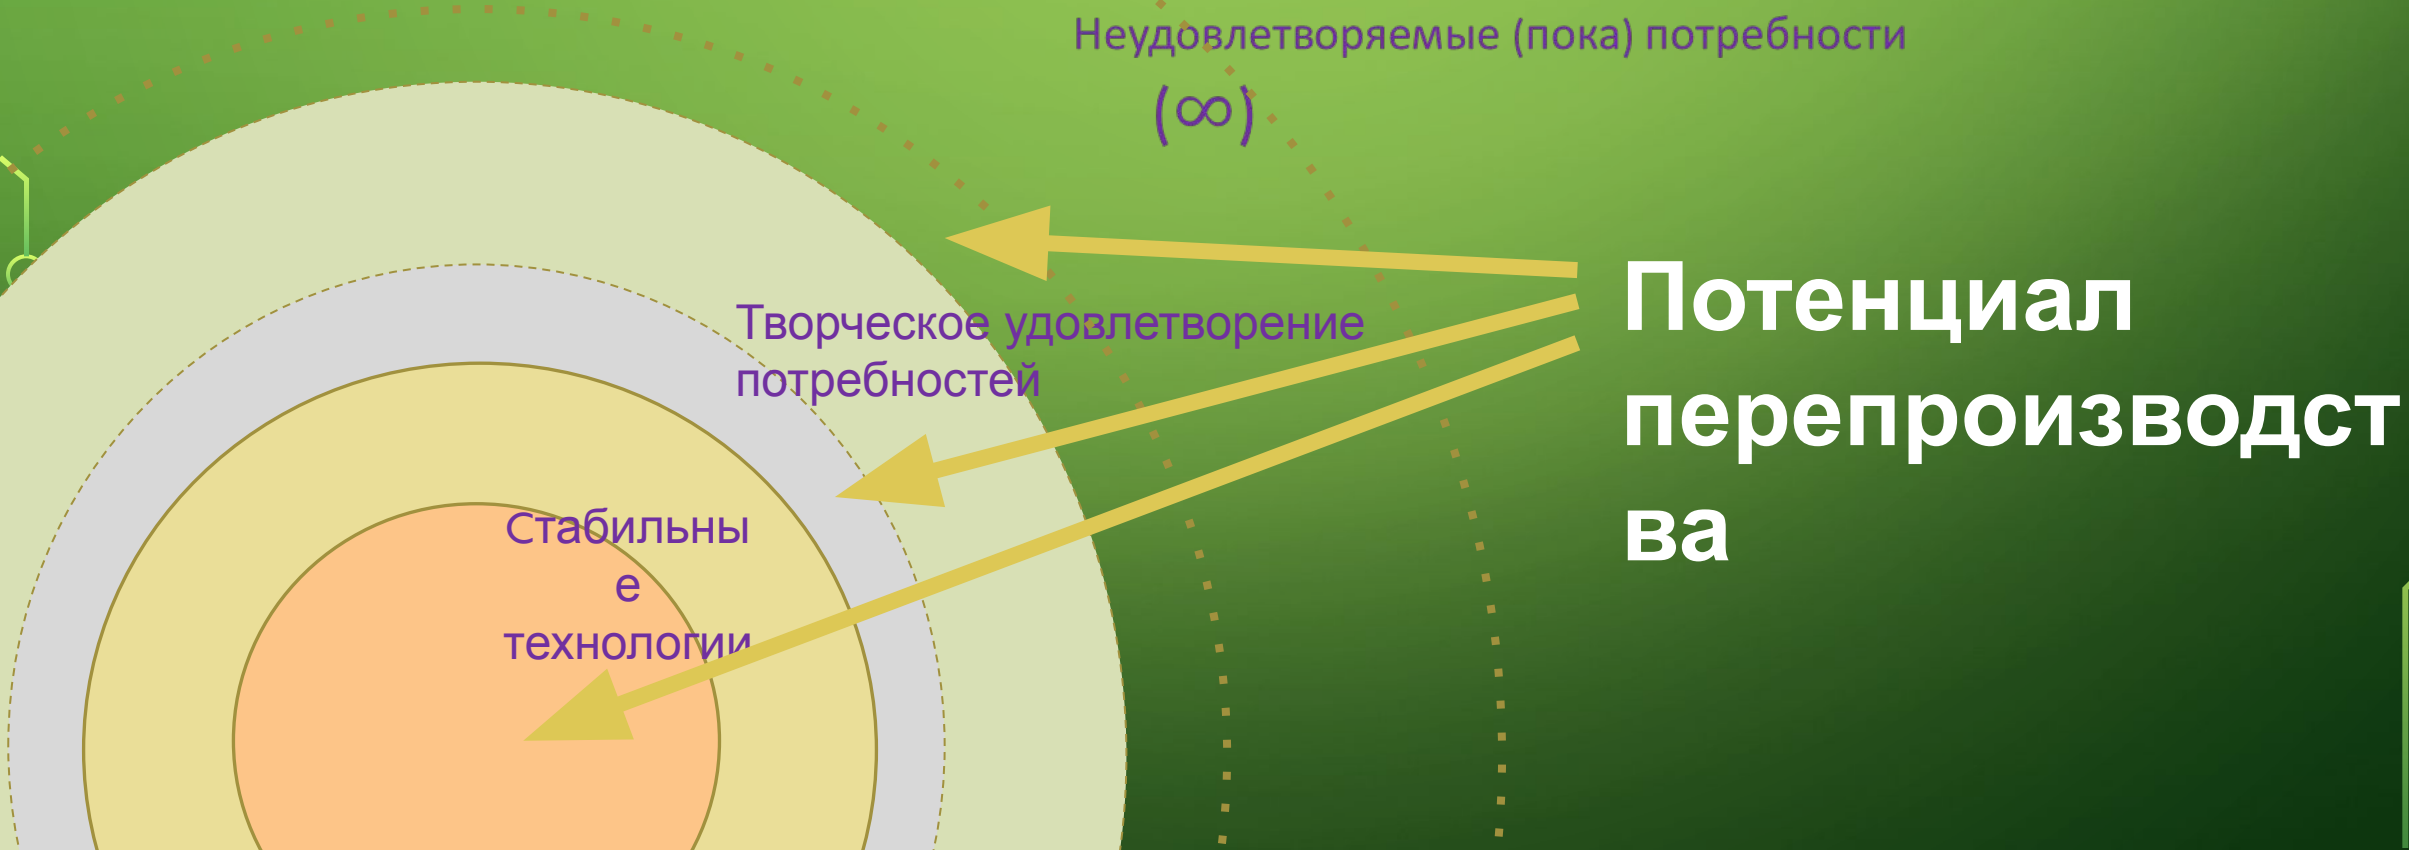 Неудовлетворяемые (пока) потребности
(∞)
Творческое удовлетворение
потребностей
Стабильны
е
технологии
Потенциал
перепроизводст
ва